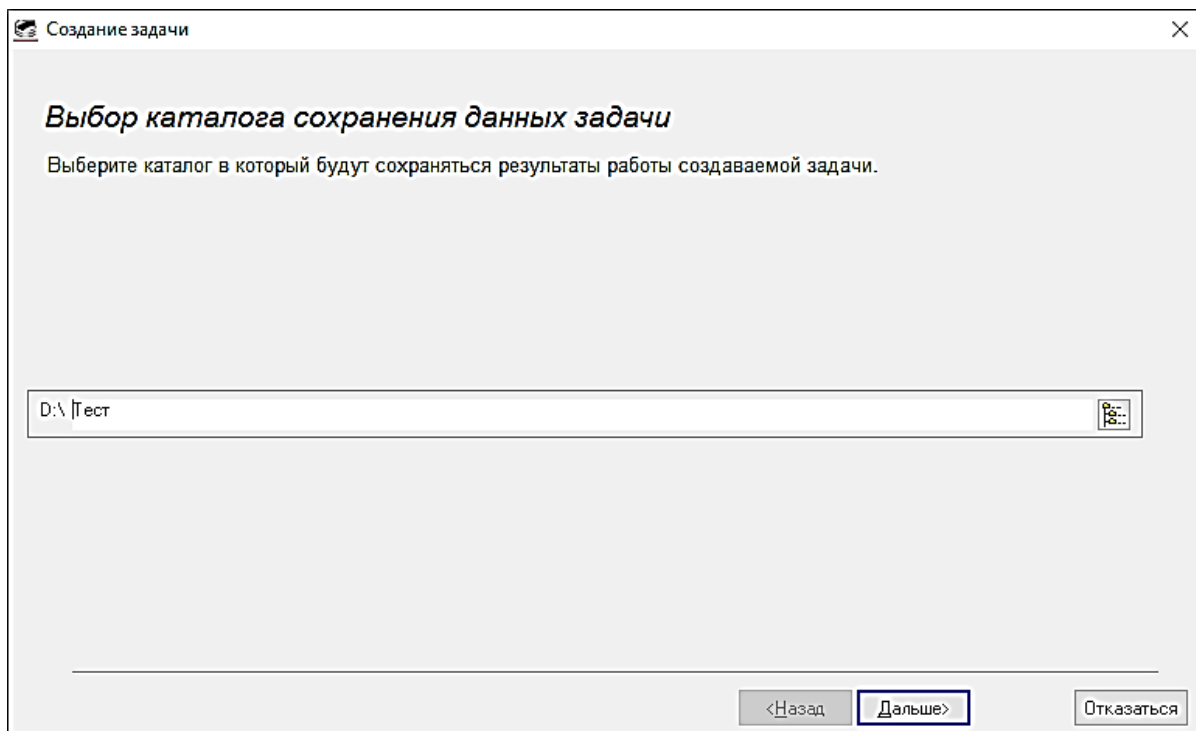 Создание задачи
Выбор каталога сохранения данных задачи
Выберите каталог в который будут сохраняться результаты работы создаваемой задачи.
D:\ Тест
<Назад Дальше> Отказаться